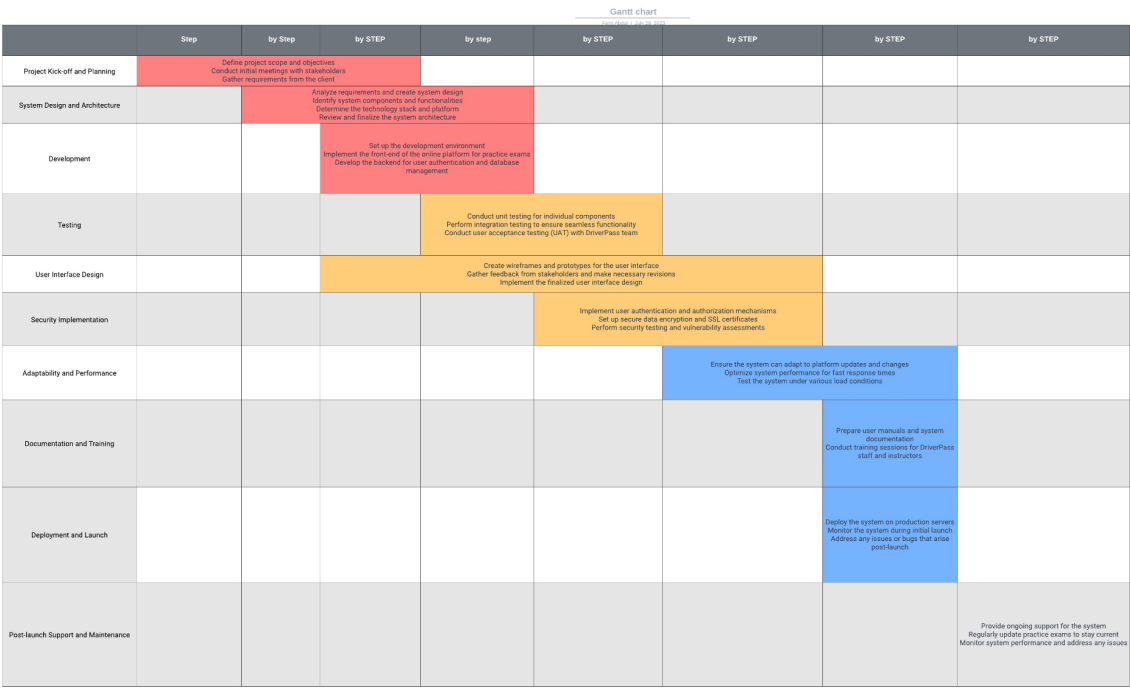 Gantt chart
July 29, 2023
Step by Step by STEP by step by STEP by STEP by STEP by STEP
Project Kick-off and Planning
Define project scope and objectives
Conduct initial meetings with stakeholders
Gather requirements from the client
System Design and Architecture
Analyze requirements and create system design
Identify system components and functionalities
Determine the technology stack and platform
Review and finalize the system architecture
Development
Set up the development environment
Implement the front-end of the online platform for practice exams
Develop the backend for user authentication and database
management
Testing
Conduct unit testing for individual components
Perform integration testing to ensure seamless functionality
Conduct user acceptance testing (UAT) with DriverPass team
User Interface Design
Create wireframes and prototypes for the user interface
Gather feedback from stakeholders and make necessary revisions
Implement the finalized user interface design
Security Implementation
Implement user authentication and authorization mechanisms
Set up secure data encryption and SSL certificates
Perform security testing and vulnerability assessments
Adaptability and Performance
Ensure the system can adapt to platform updates and changes
Optimize system performance for fast response times
Test the system under various load conditions
Documentation and Training
Prepare user manuals and system
documentation
Conduct training sessions for DriverPass
staff and instructors
Deployment and Launch
Deploy the system on production servers
Monitor the system during initial launch
Address any issues or bugs that arise
post-launch
Post-launch Support and Maintenance
Provide ongoing support for the system
Regularly update practice exams to stay current
Monitor system performance and address any issues